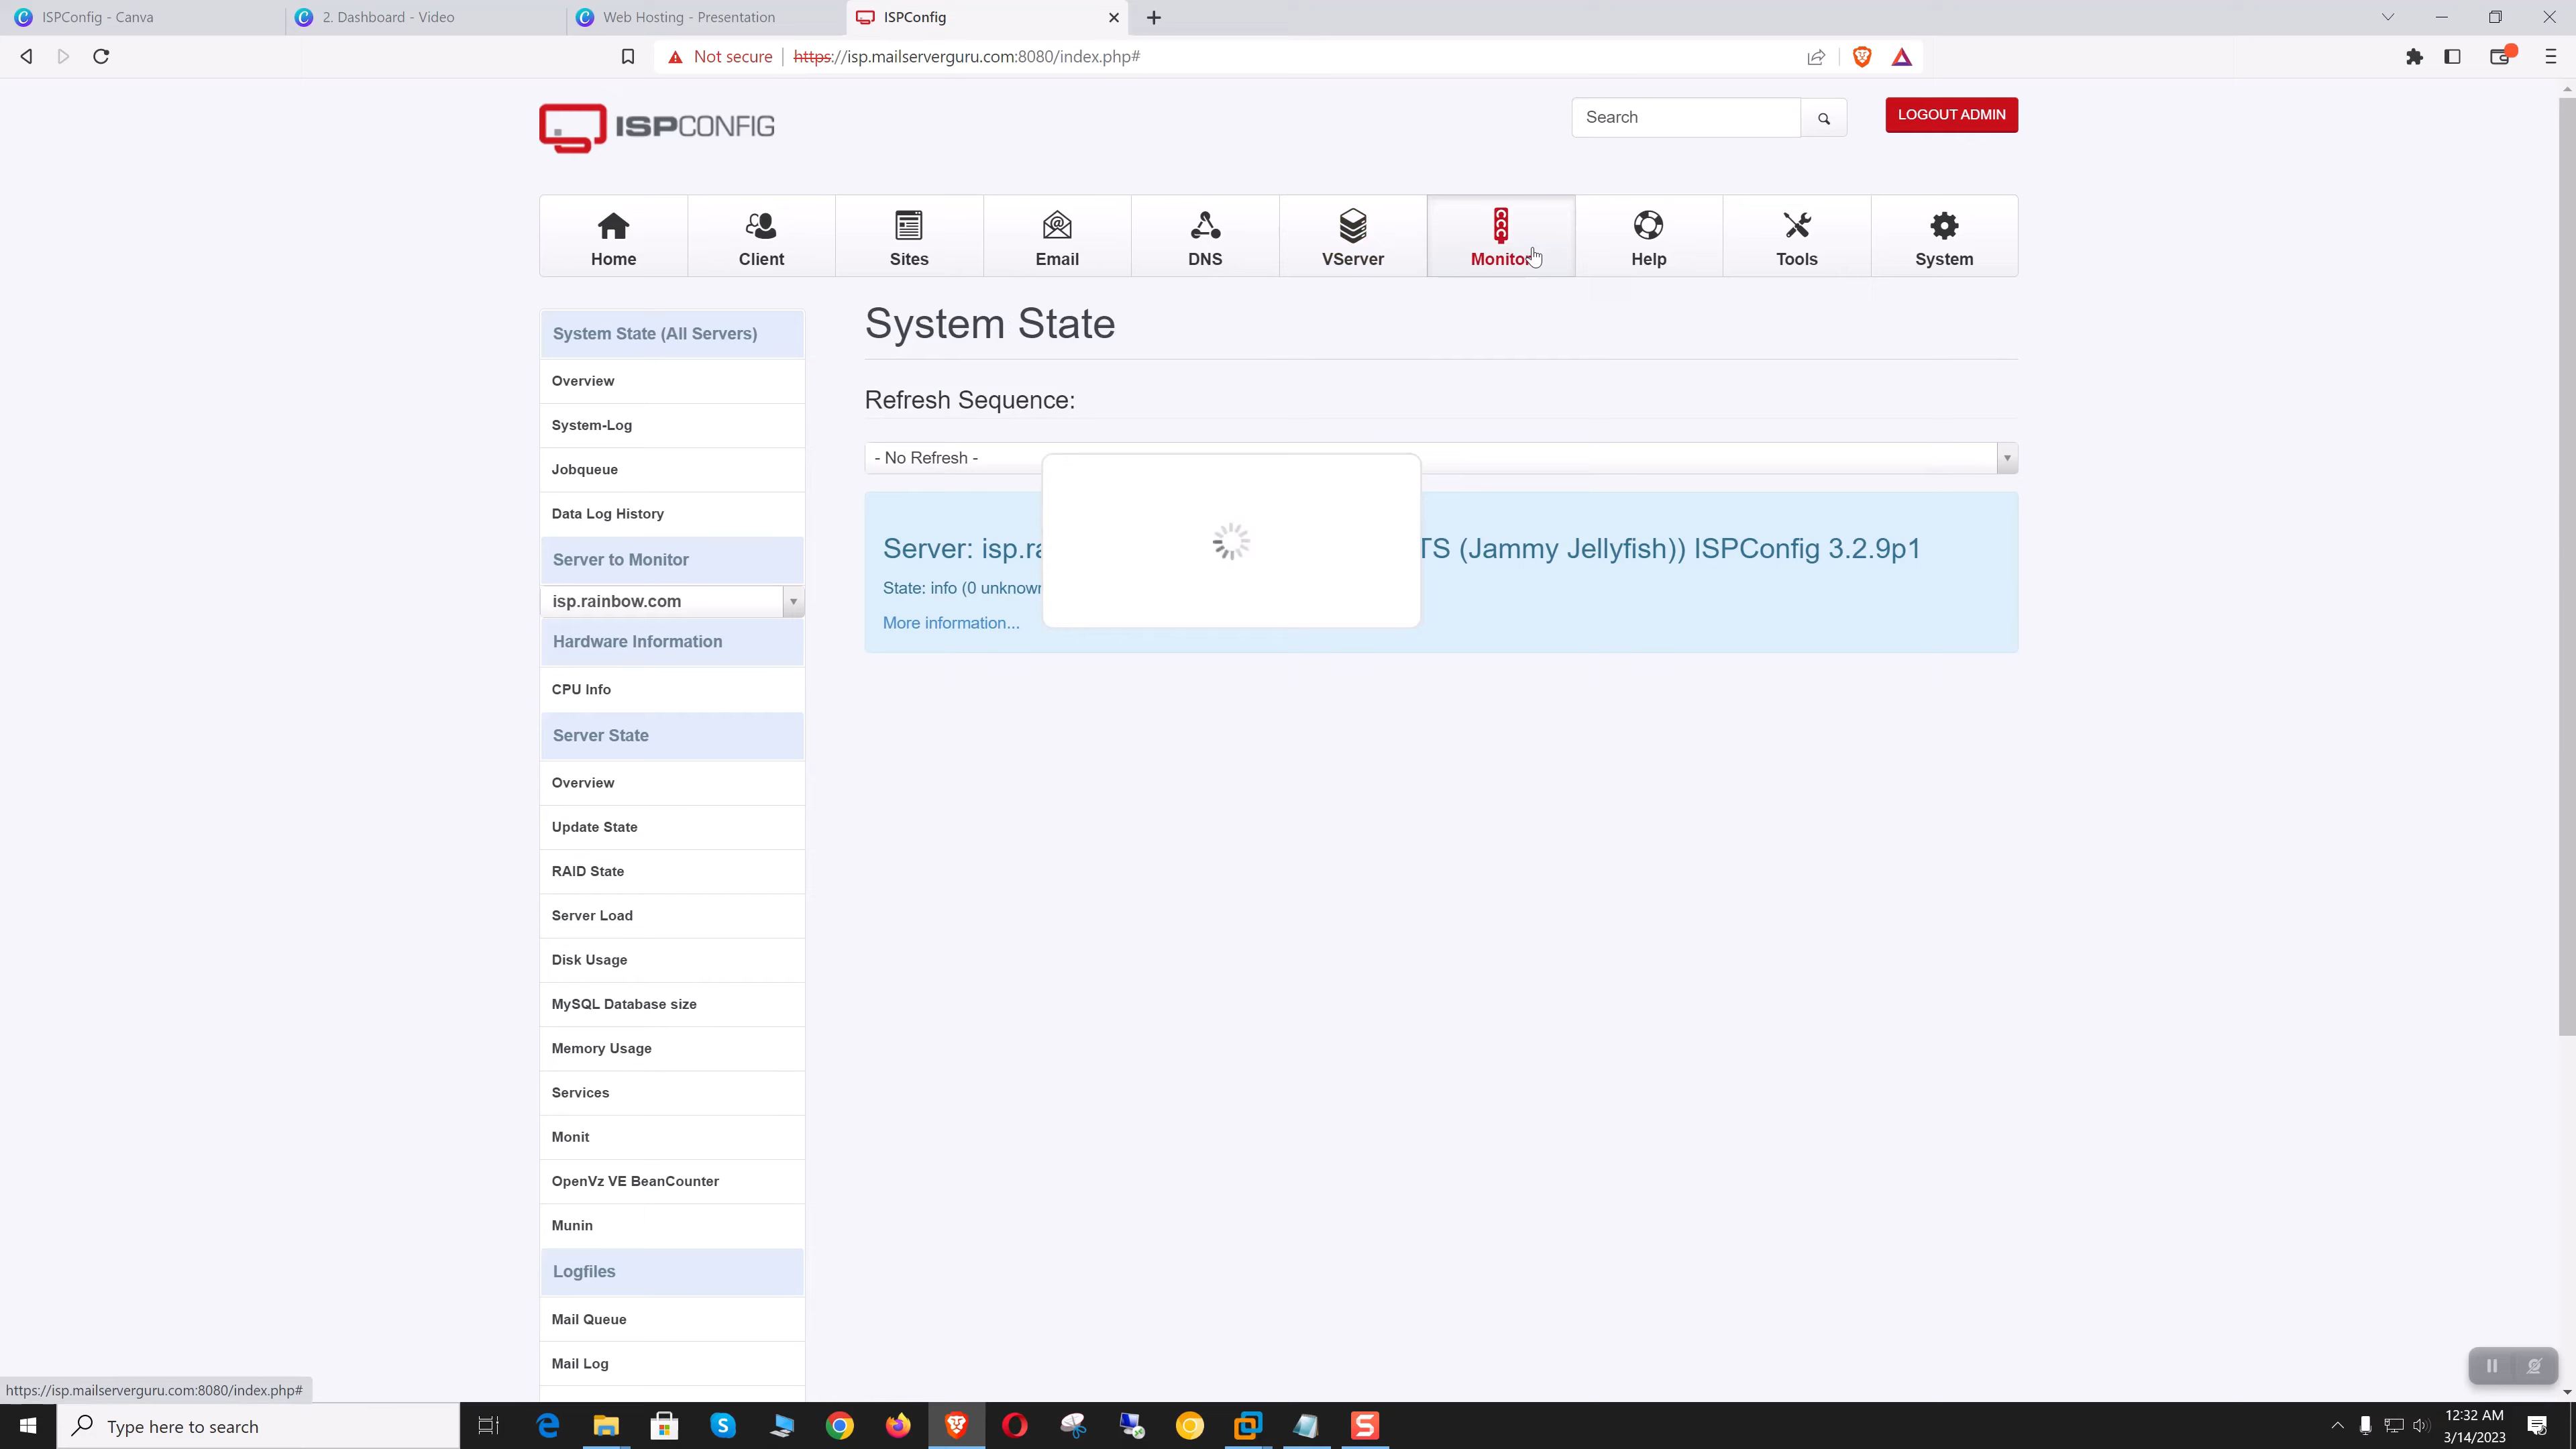 ISPConfig - Canva
2. Dashboard - Video
Web Hosting - Presentation
ISPConfig
Not secure
https://isp.mailserverguru.com:8080/index.php#
ISPCONFIG
Search
LOGOUT ADMIN
Home
Client
Sites
Email
DNS
VServer
Monitor
Help
Tools
System
System State (All Servers)
Overview
System-Log
Jobqueue
Data Log History
Server to Monitor
isp.rainbow.com
Hardware Information
CPU Info
Server State
Overview
Update State
RAID State
Server Load
Disk Usage
MySQL Database size
Memory Usage
Services
Monit
OpenVz VE BeanCounter
Munin
Logfiles
Mail Queue
Mail Log
System State
Refresh Sequence:
- No Refresh -
Server: isp.ra TS (Jammy Jellyfish)) ISPConfig 3.2.9p1
State: info (0 unknown
More information...
https://isp.mailserverguru.com:8080/index.php#
Type here to search
12:32 AM
3/14/2023